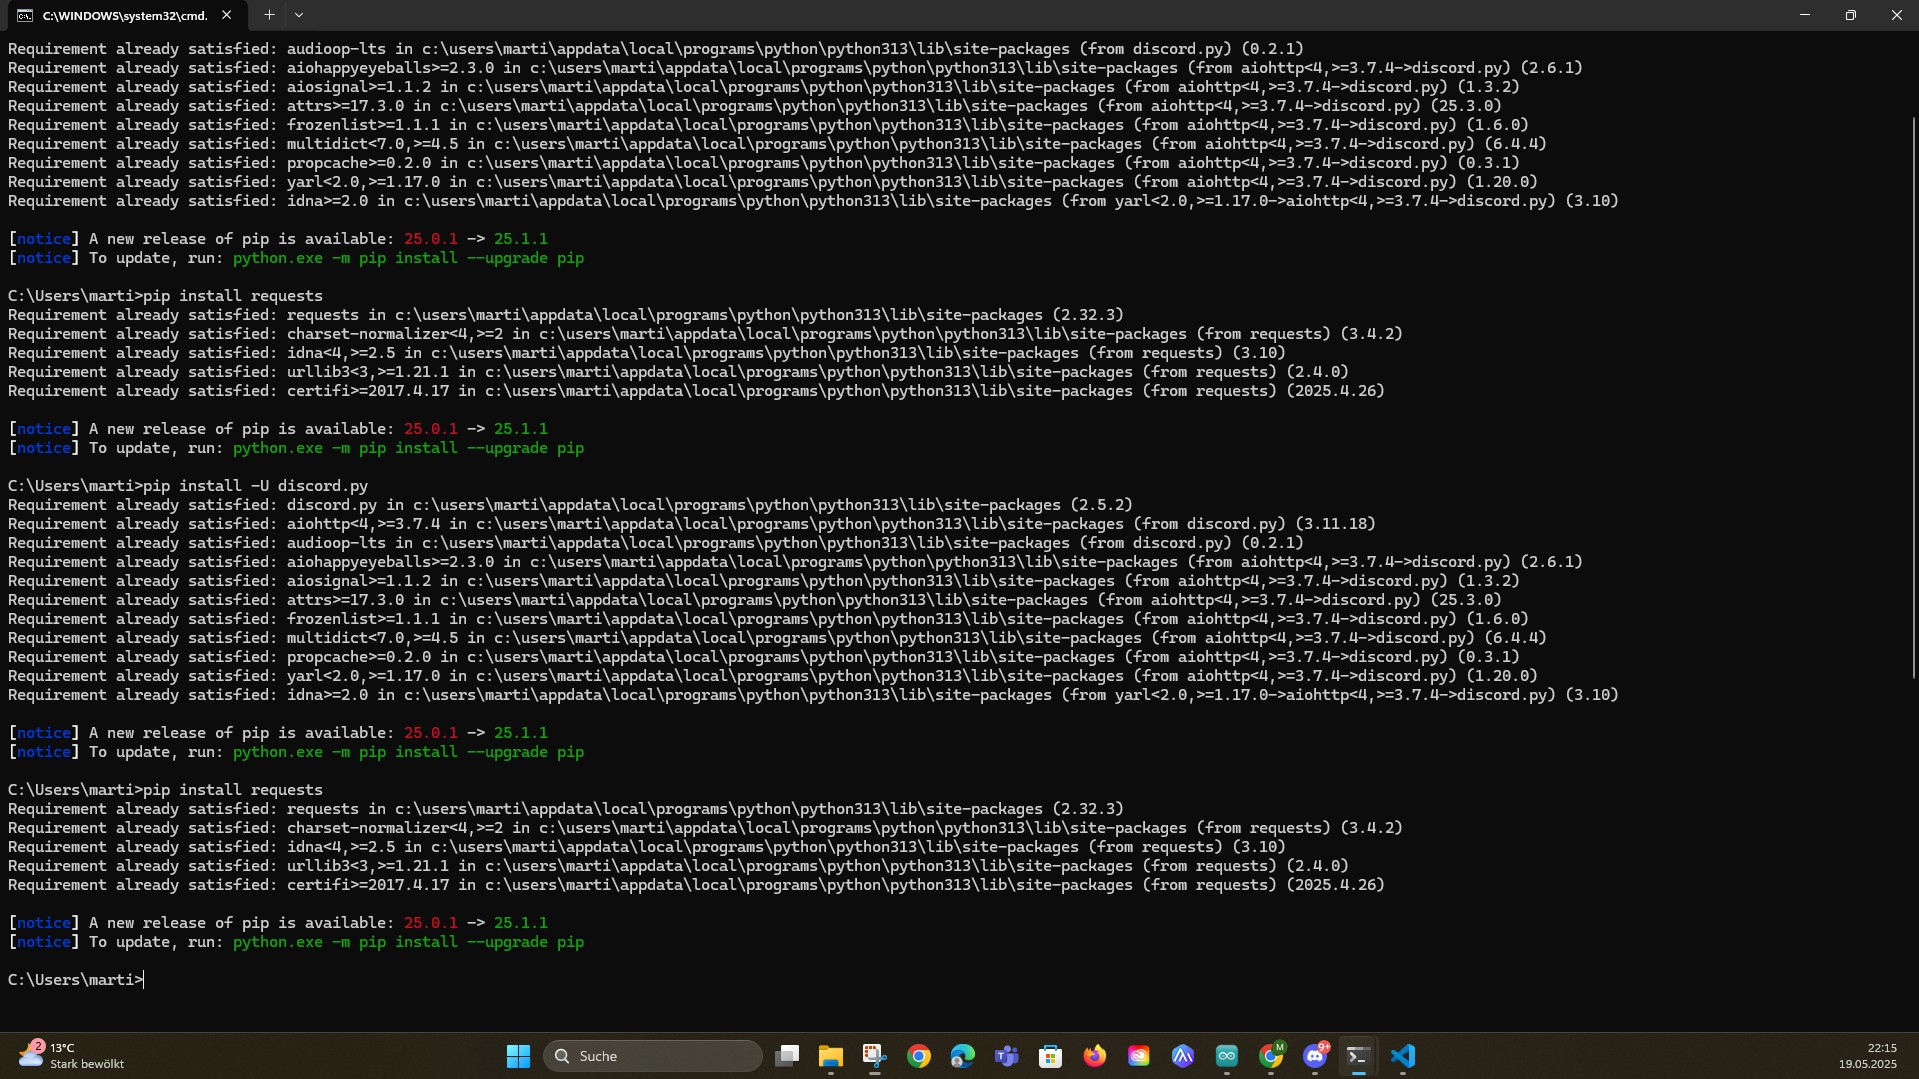 C:\WINDOWS\system32\cmd.
Requirement already satisfied: audioop-lts in c:\users\marti\appdata\local\programs\python\python313\lib\site-packages (from discord.py) (0.2.1)
Requirement already satisfied: aiohappyeyeballs>=2.3.0 in c:\users\marti\appdata\local\programs\python\python313\lib\site-packages (from aiohttp<4,>=3.7.4->discord.py) (2.6.1)
Requirement already satisfied: aiosignal>=1.1.2 in c:\users\marti\appdata\local\programs\python\python313\lib\site-packages (from aiohttp<4,>=3.7.4->discord.py) (1.3.2)
Requirement already satisfied: attrs>=17.3.0 in c:\users\marti\appdata\local\programs\python\python313\lib\site-packages (from aiohttp<4,>=3.7.4->discord.py) (25.3.0)
Requirement already satisfied: frozenlist>=1.1.1 in c:\users\marti\appdata\local\programs\python\python313\lib\site-packages (from aiohttp<4,>=3.7.4->discord.py) (1.6.0)
Requirement already satisfied: multidict<7.0,>=4.5 in c:\users\marti\appdata\local\programs\python\python313\lib\site-packages (from aiohttp<4,>=3.7.4->discord.py) (6.4.4)
Requirement already satisfied: propcache>=0.2.0 in c:\users\marti\appdata\local\programs\python\python313\lib\site-packages (from aiohttp<4,>=3.7.4->discord.py) (0.3.1)
Requirement already satisfied: yarl<2.0,>=1.17.0 in c:\users\marti\appdata\local\programs\python\python313\lib\site-packages (from aiohttp<4,>=3.7.4->discord.py) (1.20.0)
Requirement already satisfied: idna>=2.0 in c:\users\marti\appdata\local\programs\python\python313\lib\site-packages (from yarl<2.0,>=1.17.0->aiohttp<4,>=3.7.4->discord.py) (3.10)
[notice] A new release of pip is available: 25.0.1 -> 25.1.1
[notice] To update, run: python.exe -m pip install --upgrade pip
C:\Users\marti>pip install requests
Requirement already satisfied: requests in c:\users\marti\appdata\local\programs\python\python313\lib\site-packages (2.32.3)
Requirement already satisfied: charset-normalizer<4,>=2 in c:\users\marti\appdata\local\programs\python\python313\lib\site-packages (from requests) (3.4.2)
Requirement already satisfied: idna<4,>=2.5 in c:\users\marti\appdata\local\programs\python\python313\lib\site-packages (from requests) (3.10)
Requirement already satisfied: urllib3<3,>=1.21.1 in c:\users\marti\appdata\local\programs\python\python313\lib\site-packages (from requests) (2.4.0)
Requirement already satisfied: certifi>=2017.4.17 in c:\users\marti\appdata\local\programs\python\python313\lib\site-packages (from requests) (2025.4.26)
[notice] A new release of pip is available: 25.0.1 -> 25.1.1
[notice] To update, run: python.exe -m pip install --upgrade pip
C:\Users\marti>pip install -U discord.py
Requirement already satisfied: discord.py in c:\users\marti\appdata\local\programs\python\python313\lib\site-packages (2.5.2)
Requirement already satisfied: aiohttp<4,>=3.7.4 in c:\users\marti\appdata\local\programs\python\python313\lib\site-packages (from discord.py) (3.11.18)
Requirement already satisfied: audioop-lts in c:\users\marti\appdata\local\programs\python\python313\lib\site-packages (from discord.py) (0.2.1)
Requirement already satisfied: aiohappyeyeballs>=2.3.0 in c:\users\marti\appdata\local\programs\python\python313\lib\site-packages (from aiohttp<4,>=3.7.4->discord.py) (2.6.1)
Requirement already satisfied: aiosignal>=1.1.2 in c:\users\marti\appdata\local\programs\python\python313\lib\site-packages (from aiohttp<4,>=3.7.4->discord.py) (1.3.2)
Requirement already satisfied: attrs>=17.3.0 in c:\users\marti\appdata\local\programs\python\python313\lib\site-packages (from aiohttp<4,>=3.7.4->discord.py) (25.3.0)
Requirement already satisfied: frozenlist>=1.1.1 in c:\users\marti\appdata\local\programs\python\python313\lib\site-packages (from aiohttp<4,>=3.7.4->discord.py) (1.6.0)
Requirement already satisfied: multidict<7.0,>=4.5 in c:\users\marti\appdata\local\programs\python\python313\lib\site-packages (from aiohttp<4,>=3.7.4->discord.py) (6.4.4)
Requirement already satisfied: propcache>=0.2.0 in c:\users\marti\appdata\local\programs\python\python313\lib\site-packages (from aiohttp<4,>=3.7.4->discord.py) (0.3.1)
Requirement already satisfied: yarl<2.0,>=1.17.0 in c:\users\marti\appdata\local\programs\python\python313\lib\site-packages (from aiohttp<4,>=3.7.4->discord.py) (1.20.0)
Requirement already satisfied: idna>=2.0 in c:\users\marti\appdata\local\programs\python\python313\lib\site-packages (from yarl<2.0,>=1.17.0->aiohttp<4,>=3.7.4->discord.py) (3.10)
[notice] A new release of pip is available: 25.0.1 -> 25.1.1
[notice] To update, run: python.exe -m pip install --upgrade pip
C:\Users\marti>pip install requests
Requirement already satisfied: requests in c:\users\marti\appdata\local\programs\python\python313\lib\site-packages (2.32.3)
Requirement already satisfied: charset-normalizer<4,>=2 in c:\users\marti\appdata\local\programs\python\python313\lib\site-packages (from requests) (3.4.2)
Requirement already satisfied: idna<4,>=2.5 in c:\users\marti\appdata\local\programs\python\python313\lib\site-packages (from requests) (3.10)
Requirement already satisfied: urllib3<3,>=1.21.1 in c:\users\marti\appdata\local\programs\python\python313\lib\site-packages (from requests) (2.4.0)
Requirement already satisfied: certifi>=2017.4.17 in c:\users\marti\appdata\local\programs\python\python313\lib\site-packages (from requests) (2025.4.26)
[notice] A new release of pip is available: 25.0.1 -> 25.1.1
[notice] To update, run: python.exe -m pip install --upgrade pip
C:\Users\marti>
2
13°C
Stark bewölkt
Suche
M
9+
22:15
19.05.2025